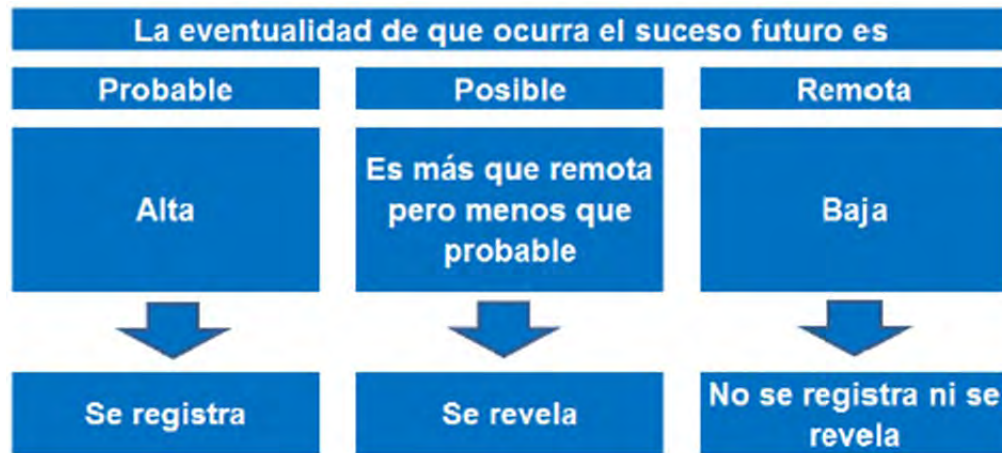 La eventualidad de que ocurra el suceso futuro es
Probable
Posible
Remota
Alta
Es más que remota
pero menos que
probable
Baja
Se registra
Se revela
No se registra ni se
revela